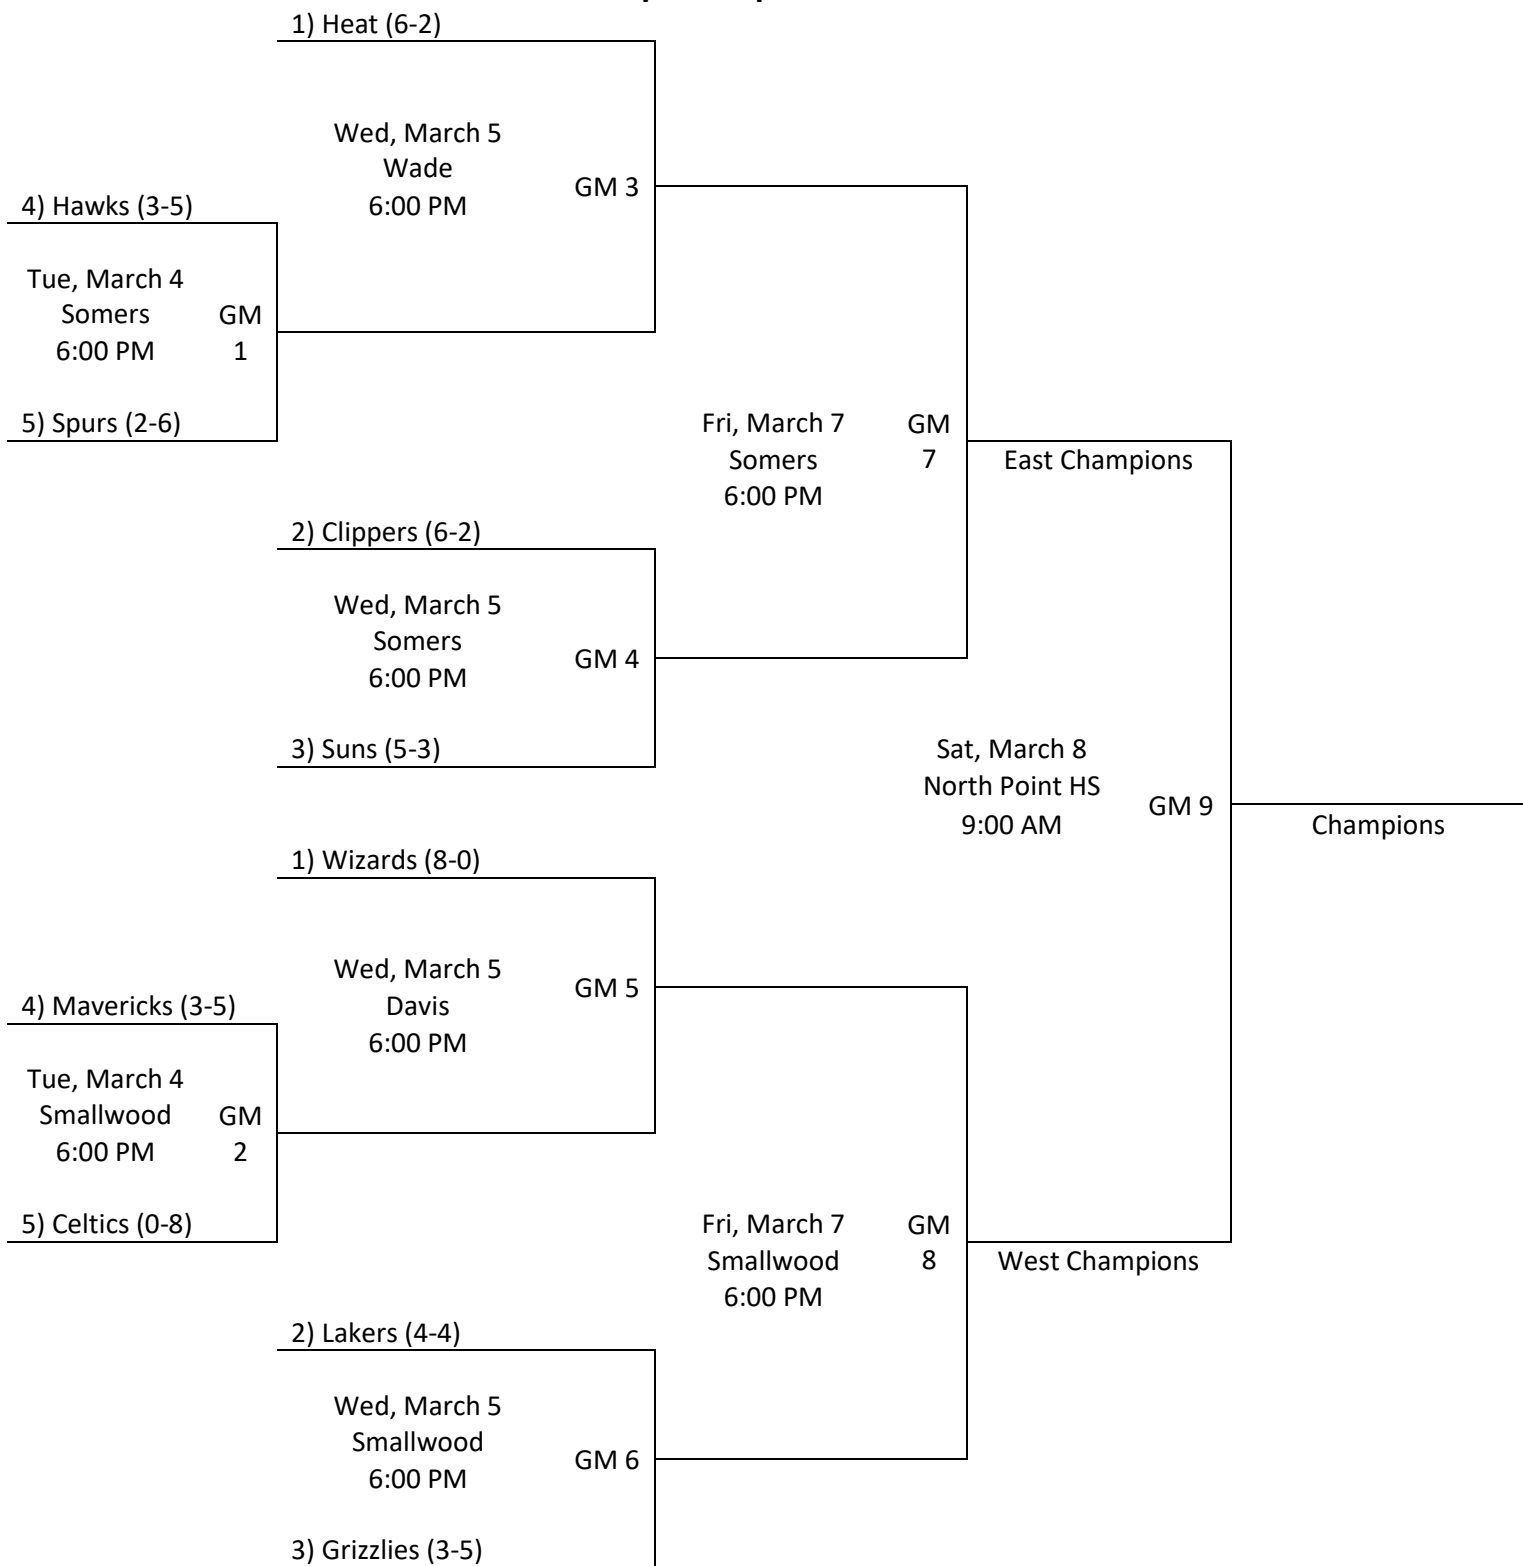 1) Heat (6-2)
Wed, March 5
Wade
6:00 PM
GM 3
4) Hawks (3-5)
Tue, March 4
Somers
6:00 PM
GM
1
5) Spurs (2-6)
Fri, March 7
Somers
6:00 PM
GM
7
East Champions
2) Clippers (6-2)
Wed, March 5
Somers
6:00 PM
GM 4
3) Suns (5-3)
Sat, March 8
North Point HS
9:00 AM
GM 9
Champions
1) Wizards (8-0)
Wed, March 5
Davis
6:00 PM
GM 5
4) Mavericks (3-5)
Tue, March 4
Smallwood
6:00 PM
GM
2
5) Celtics (0-8)
Fri, March 7
Smallwood
6:00 PM
GM
8
West Champions
2) Lakers (4-4)
Wed, March 5
Smallwood
6:00 PM
GM 6
3) Grizzlies (3-5)